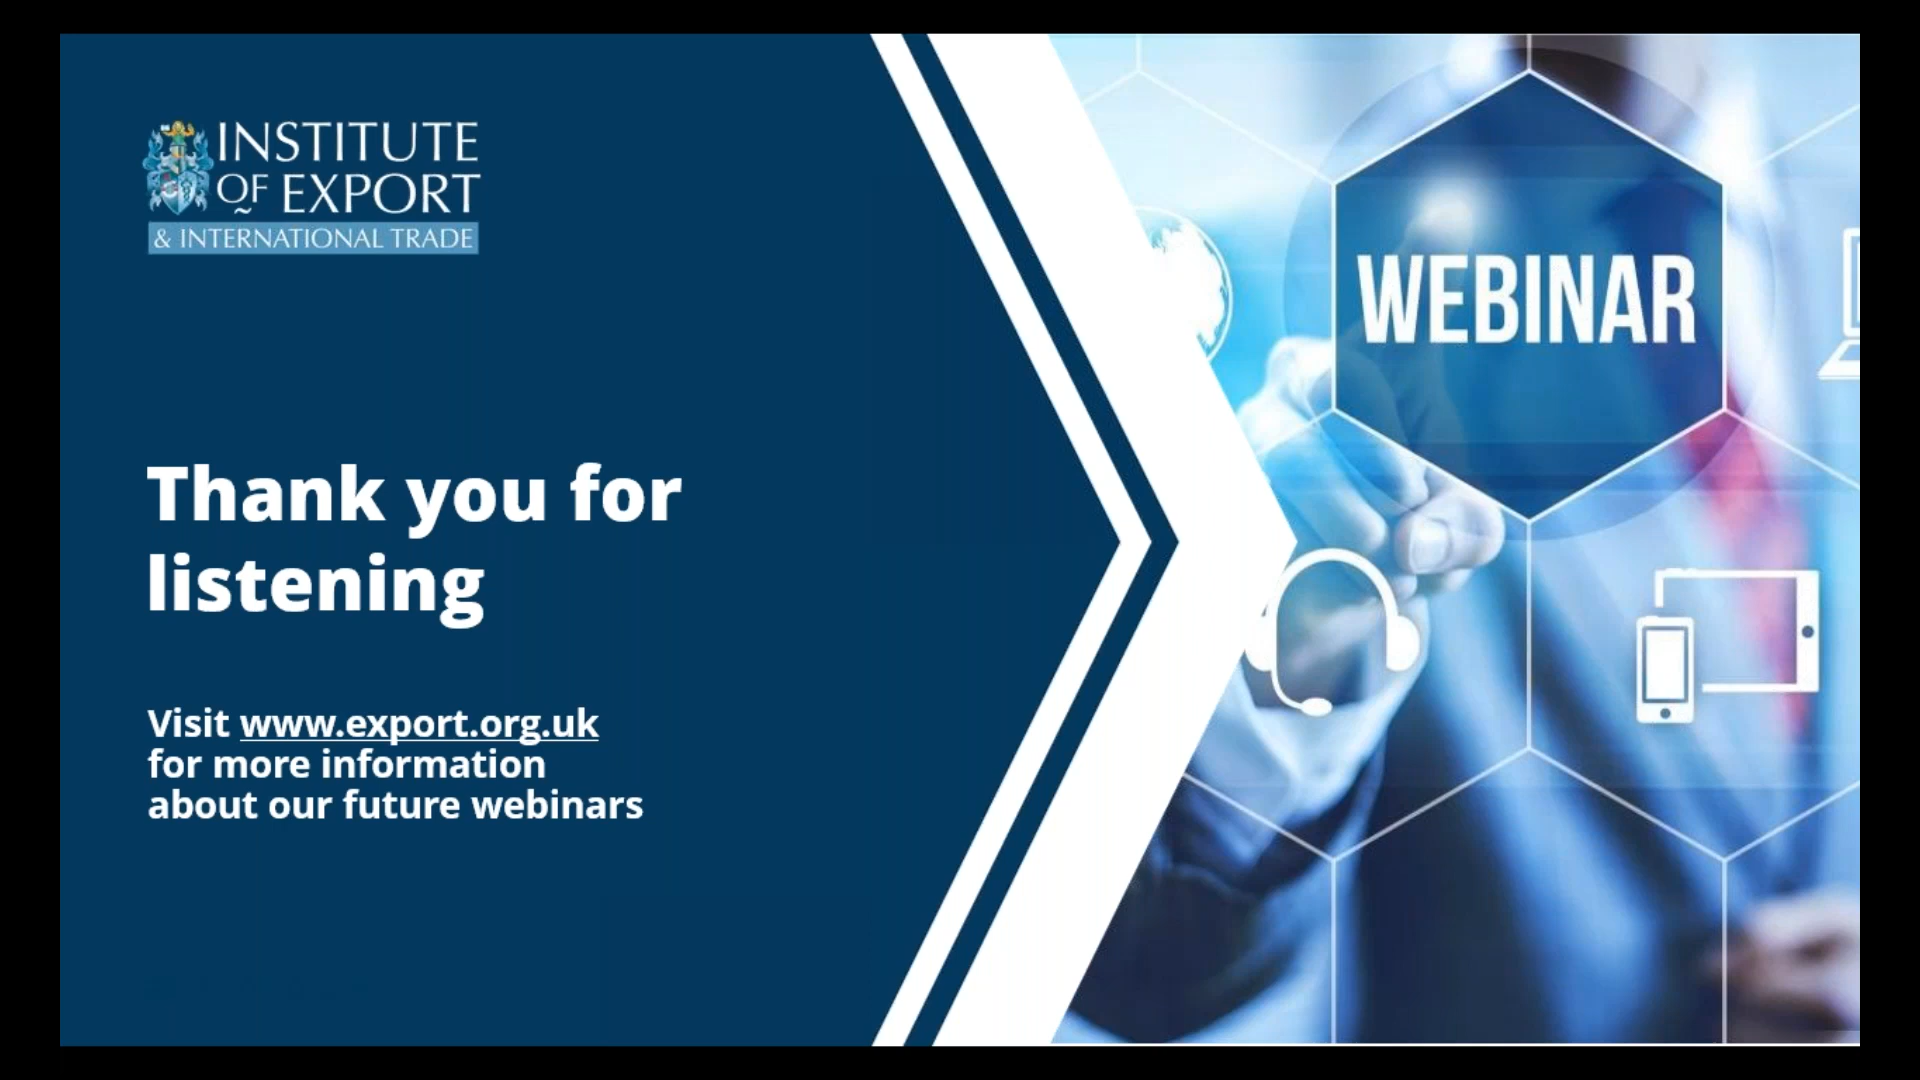 INSTITUTE
OF EXPORT
& INTERNATIONAL TRADE
Thank you for
listening
Visit www.export.org.uk
for more information
about our future webinars
WEBINAR